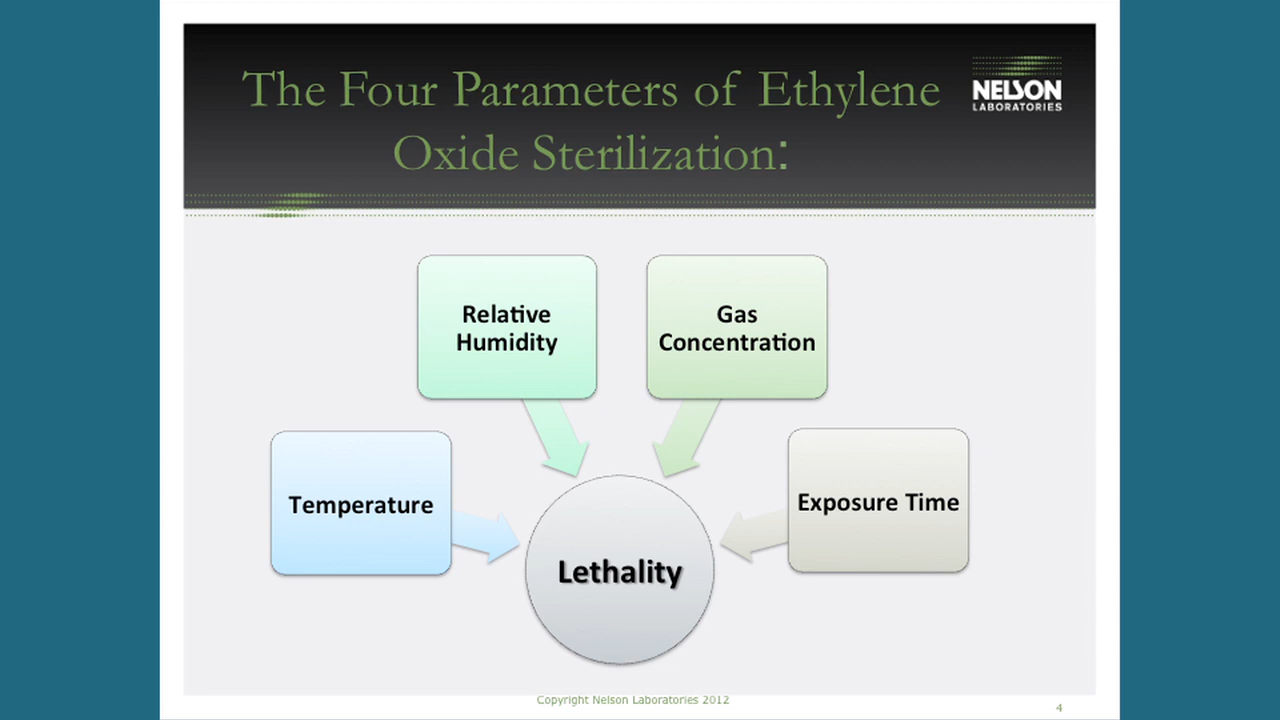 The Four Parameters of Ethylene
Oxide Sterilization:
NELSON
LABORATORIES
Relative
Humidity
Gas
Concentration
Temperature
Exposure Time
Lethality
Copyright Nelson Laboratories 2012
4